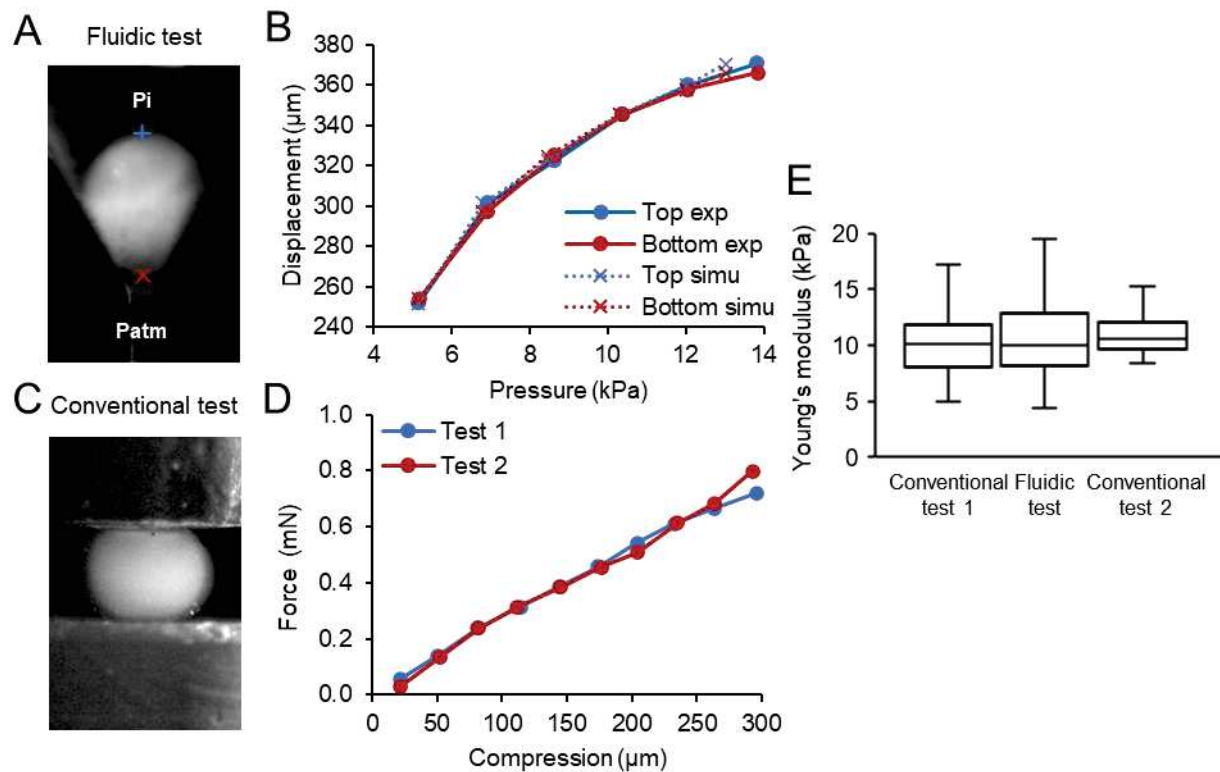 A
Fluidic test
Pi
Patm
B
380
360
340
320
300
280
260
240
4
6
8
10
12
14
Displacement (µm)
Pressure (kPa)
Top exp
Bottom exp
Top simu
Bottom simu
C
Conventional test
D
1.0
0.8
0.6
0.4
0.2
0.0
0
50
100
150
200
250
300
Force (mN)
Compression (µm)
Test 1
Test 2
E
20
15
10
5
0
Young's modulus (kPa)
Conventional
test 1
Fluidic
test
Conventional
test 2